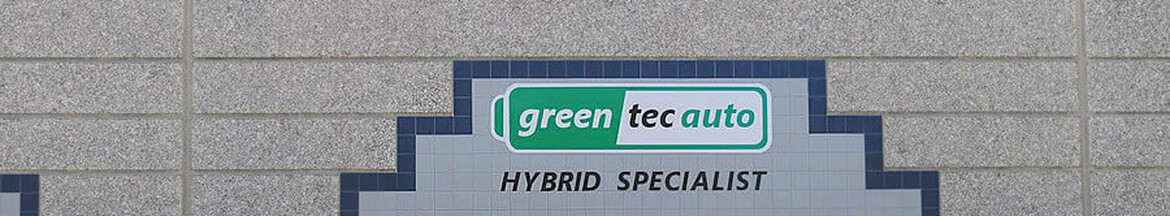 green tec auto
HYBRID SPECIALIST